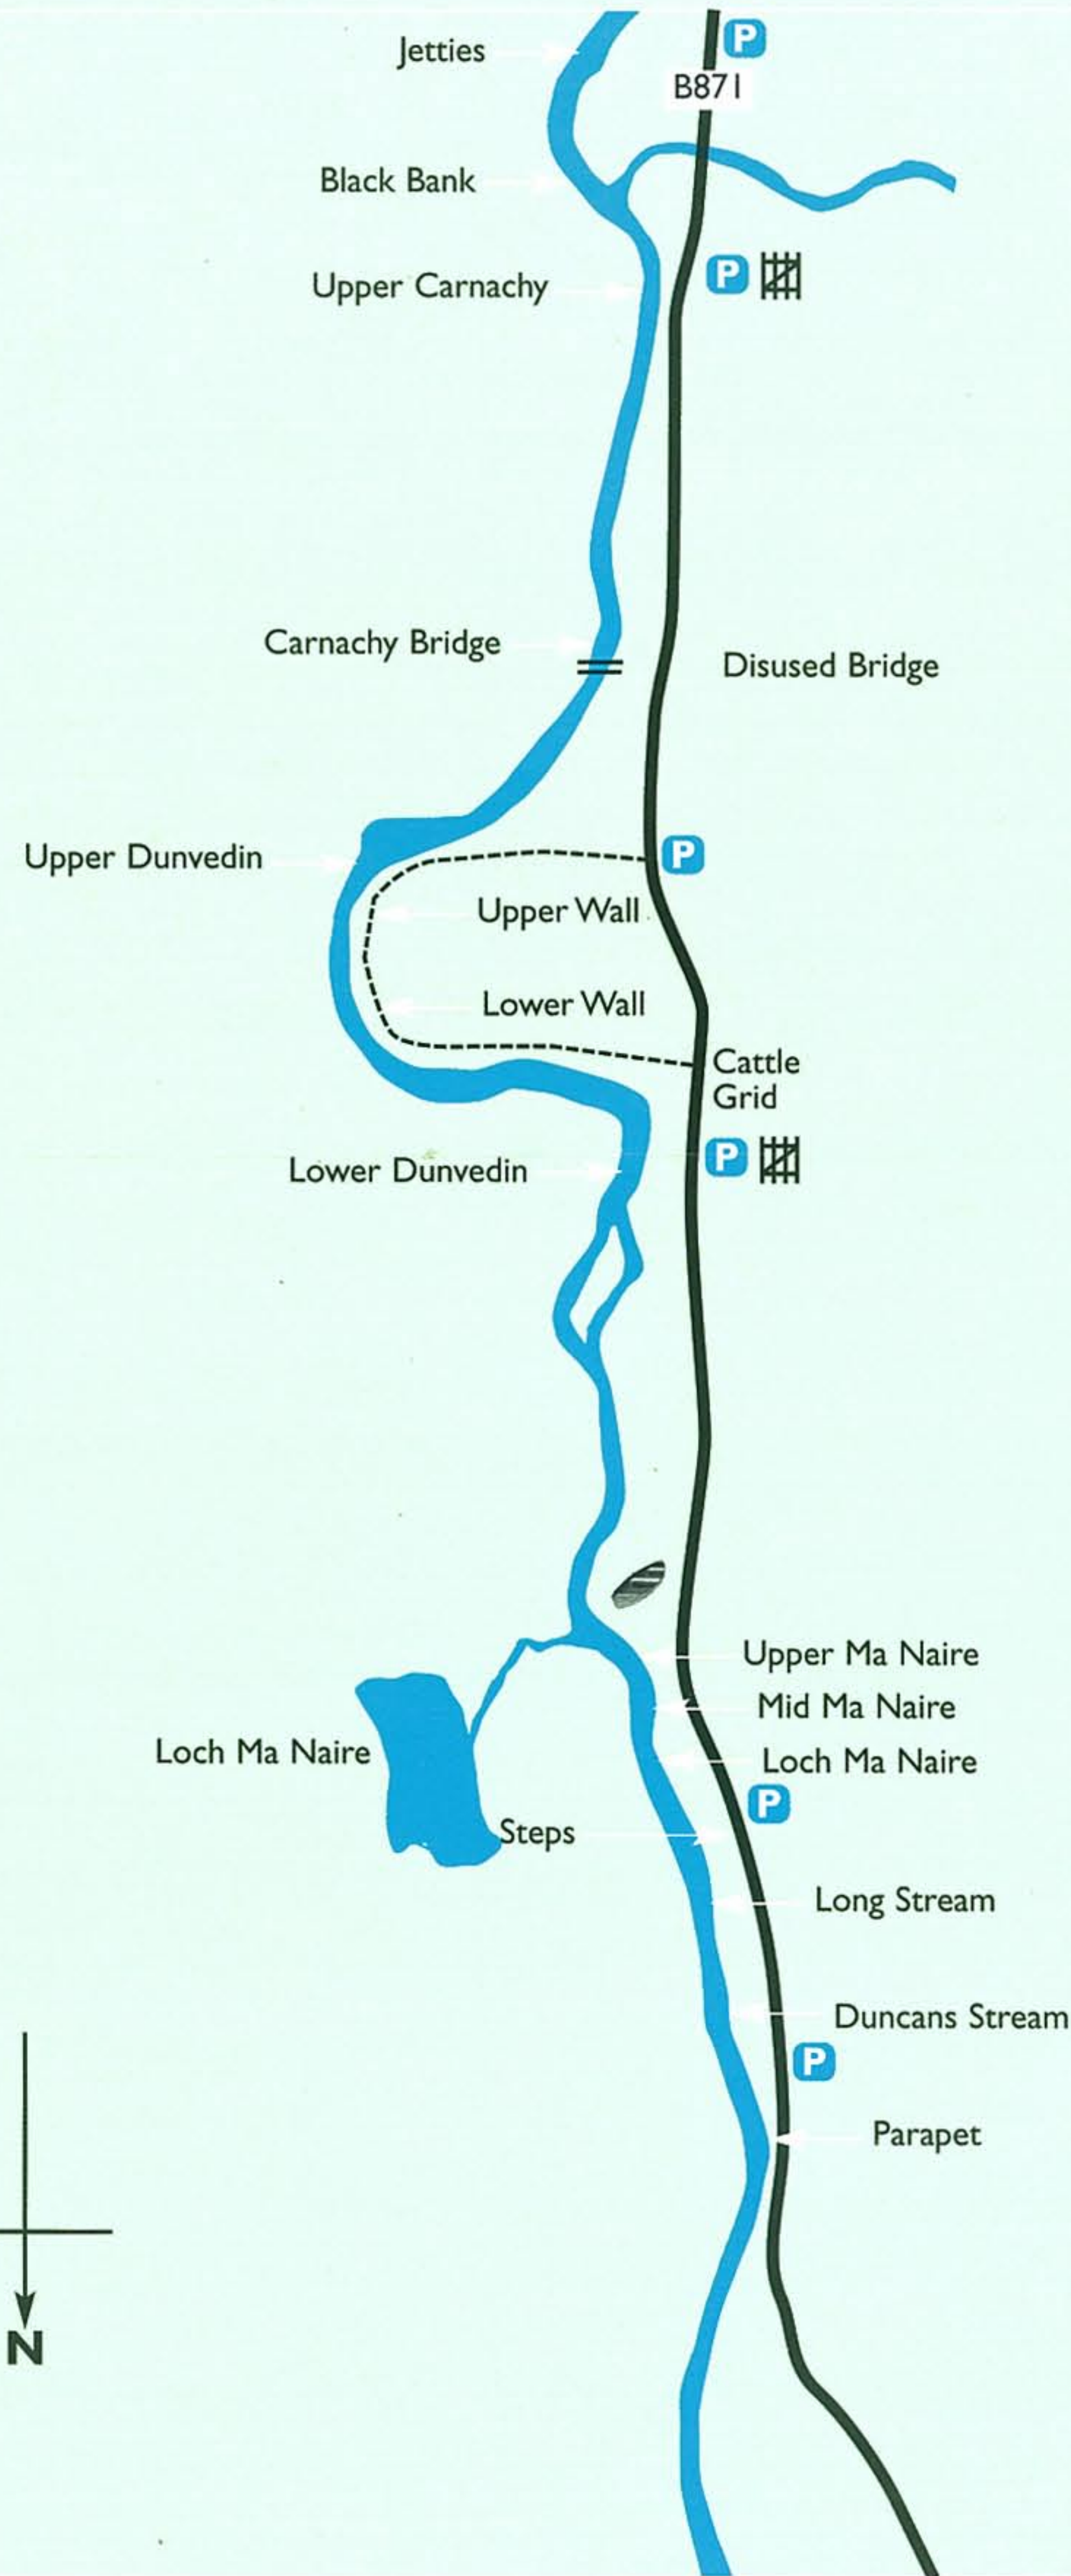 Jetties
P
B871
Black Bank
P
Upper Carnachy
Carnachy Bridge
Disused Bridge
Upper Dunvedin
P
Upper Wall
Lower Wall
Cattle
Grid
P
Lower Dunvedin
Upper Ma Naire
Mid Ma Naire
Loch Ma Naire
Loch Ma Naire
P
Steps
Long Stream
Duncans Stream
P
Parapet
N